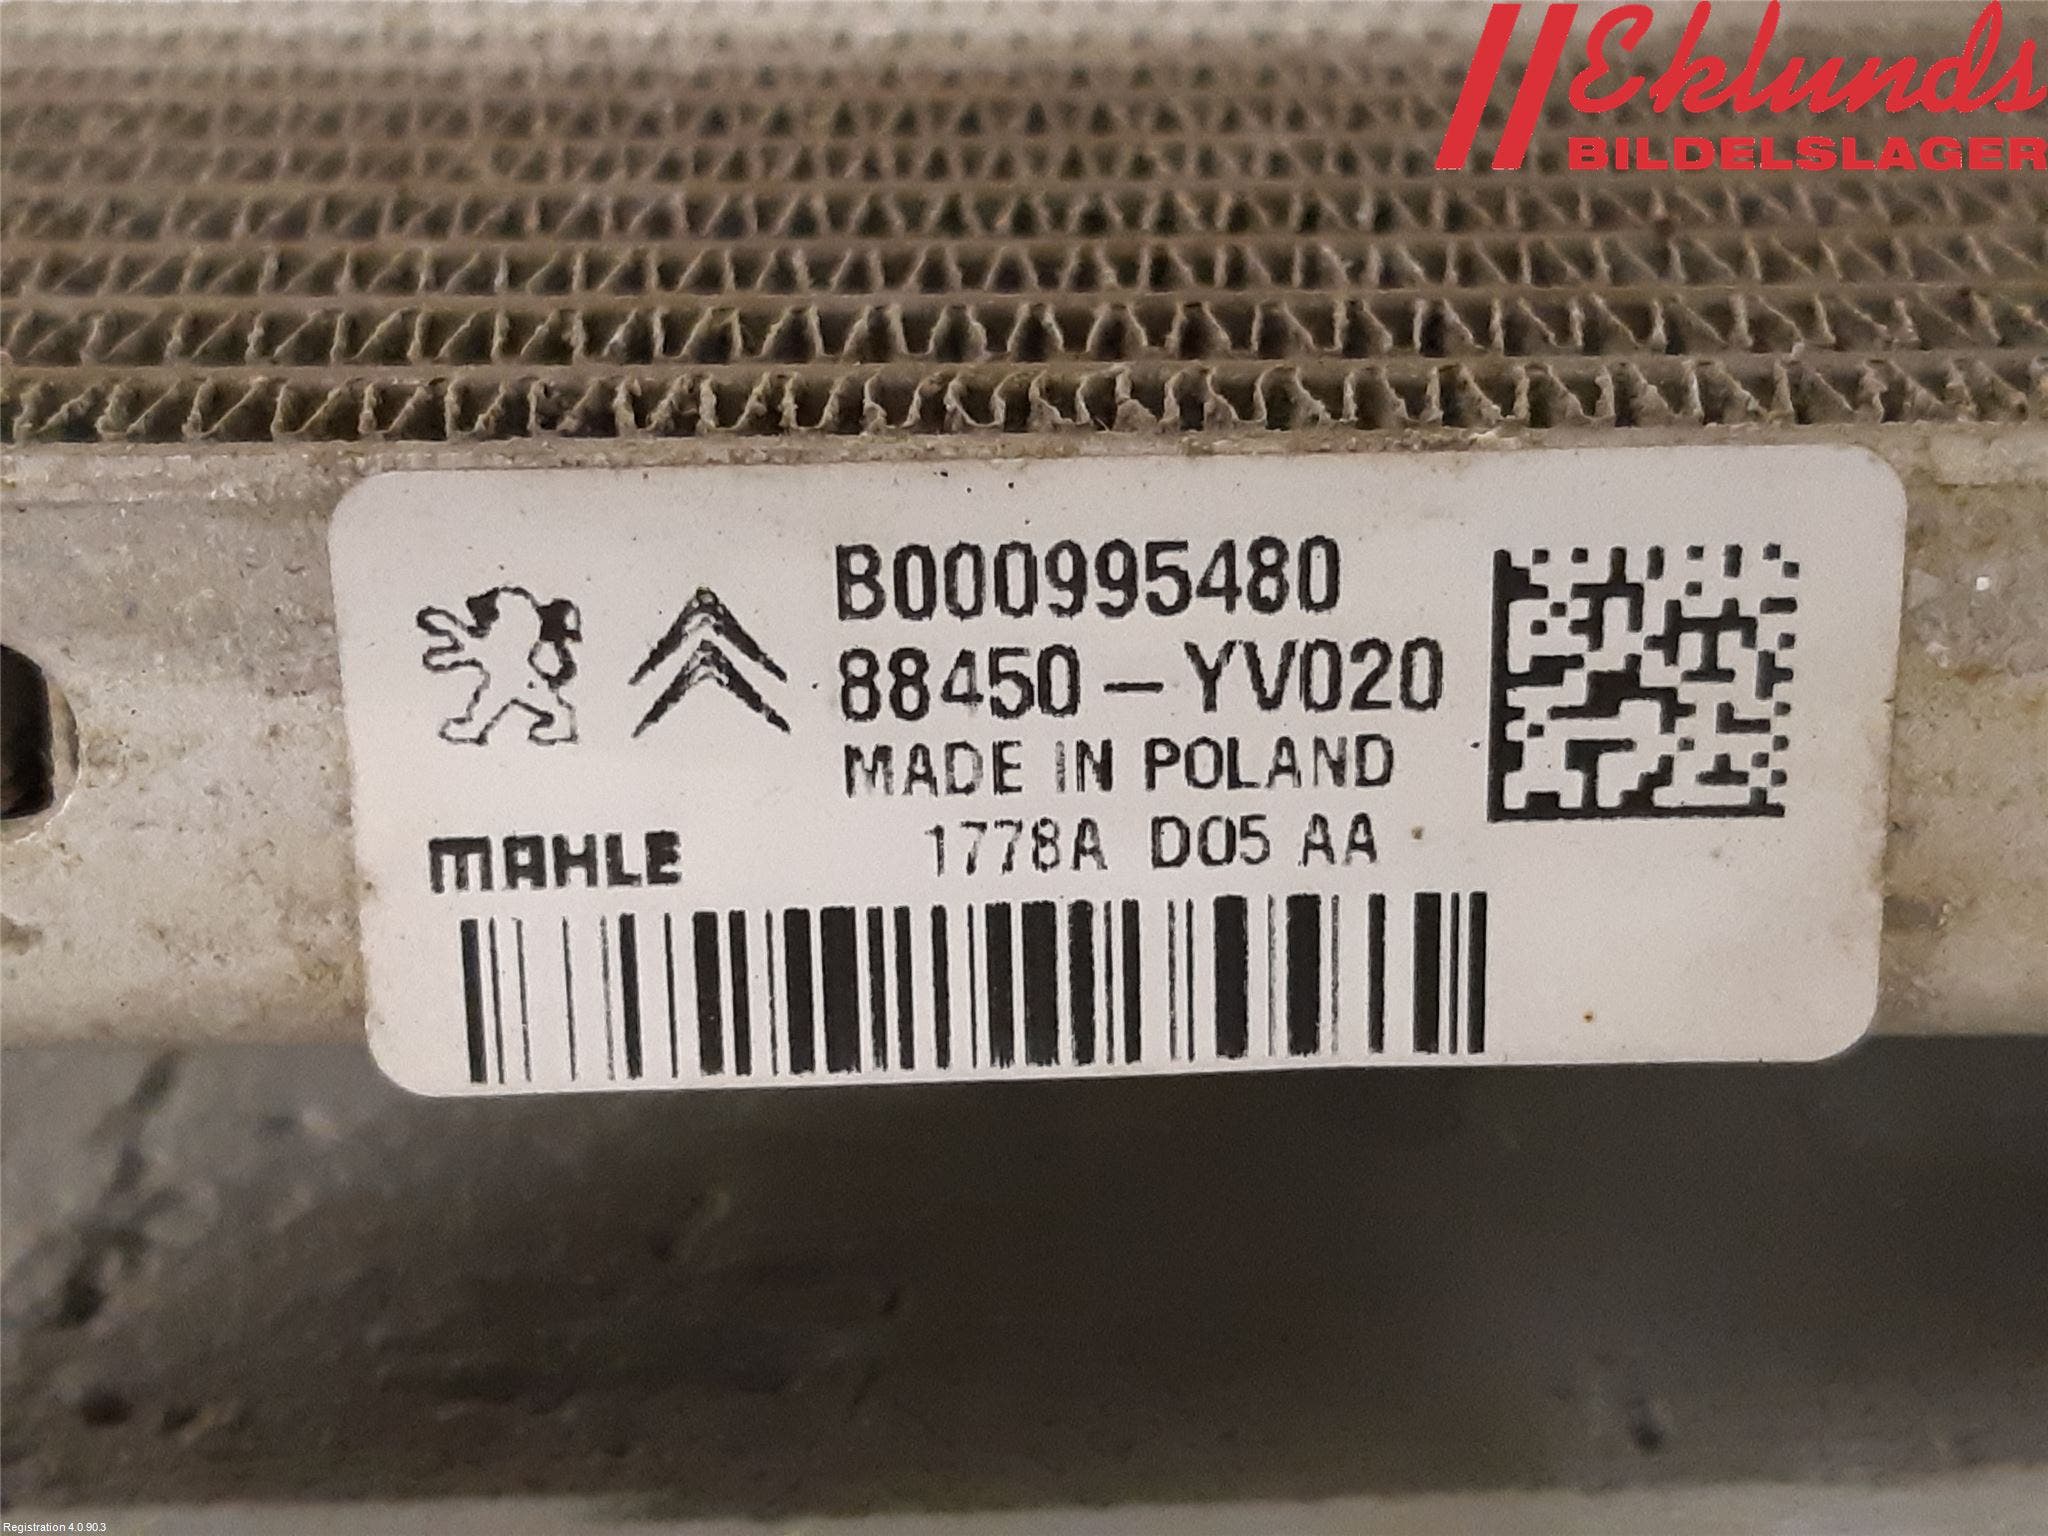 Eklunds
BILDELSLAGER
B000995480
88450-YV020
MADE IN POLAND
MAHLE 1778A D05 AA
Registration 4.0.90.3